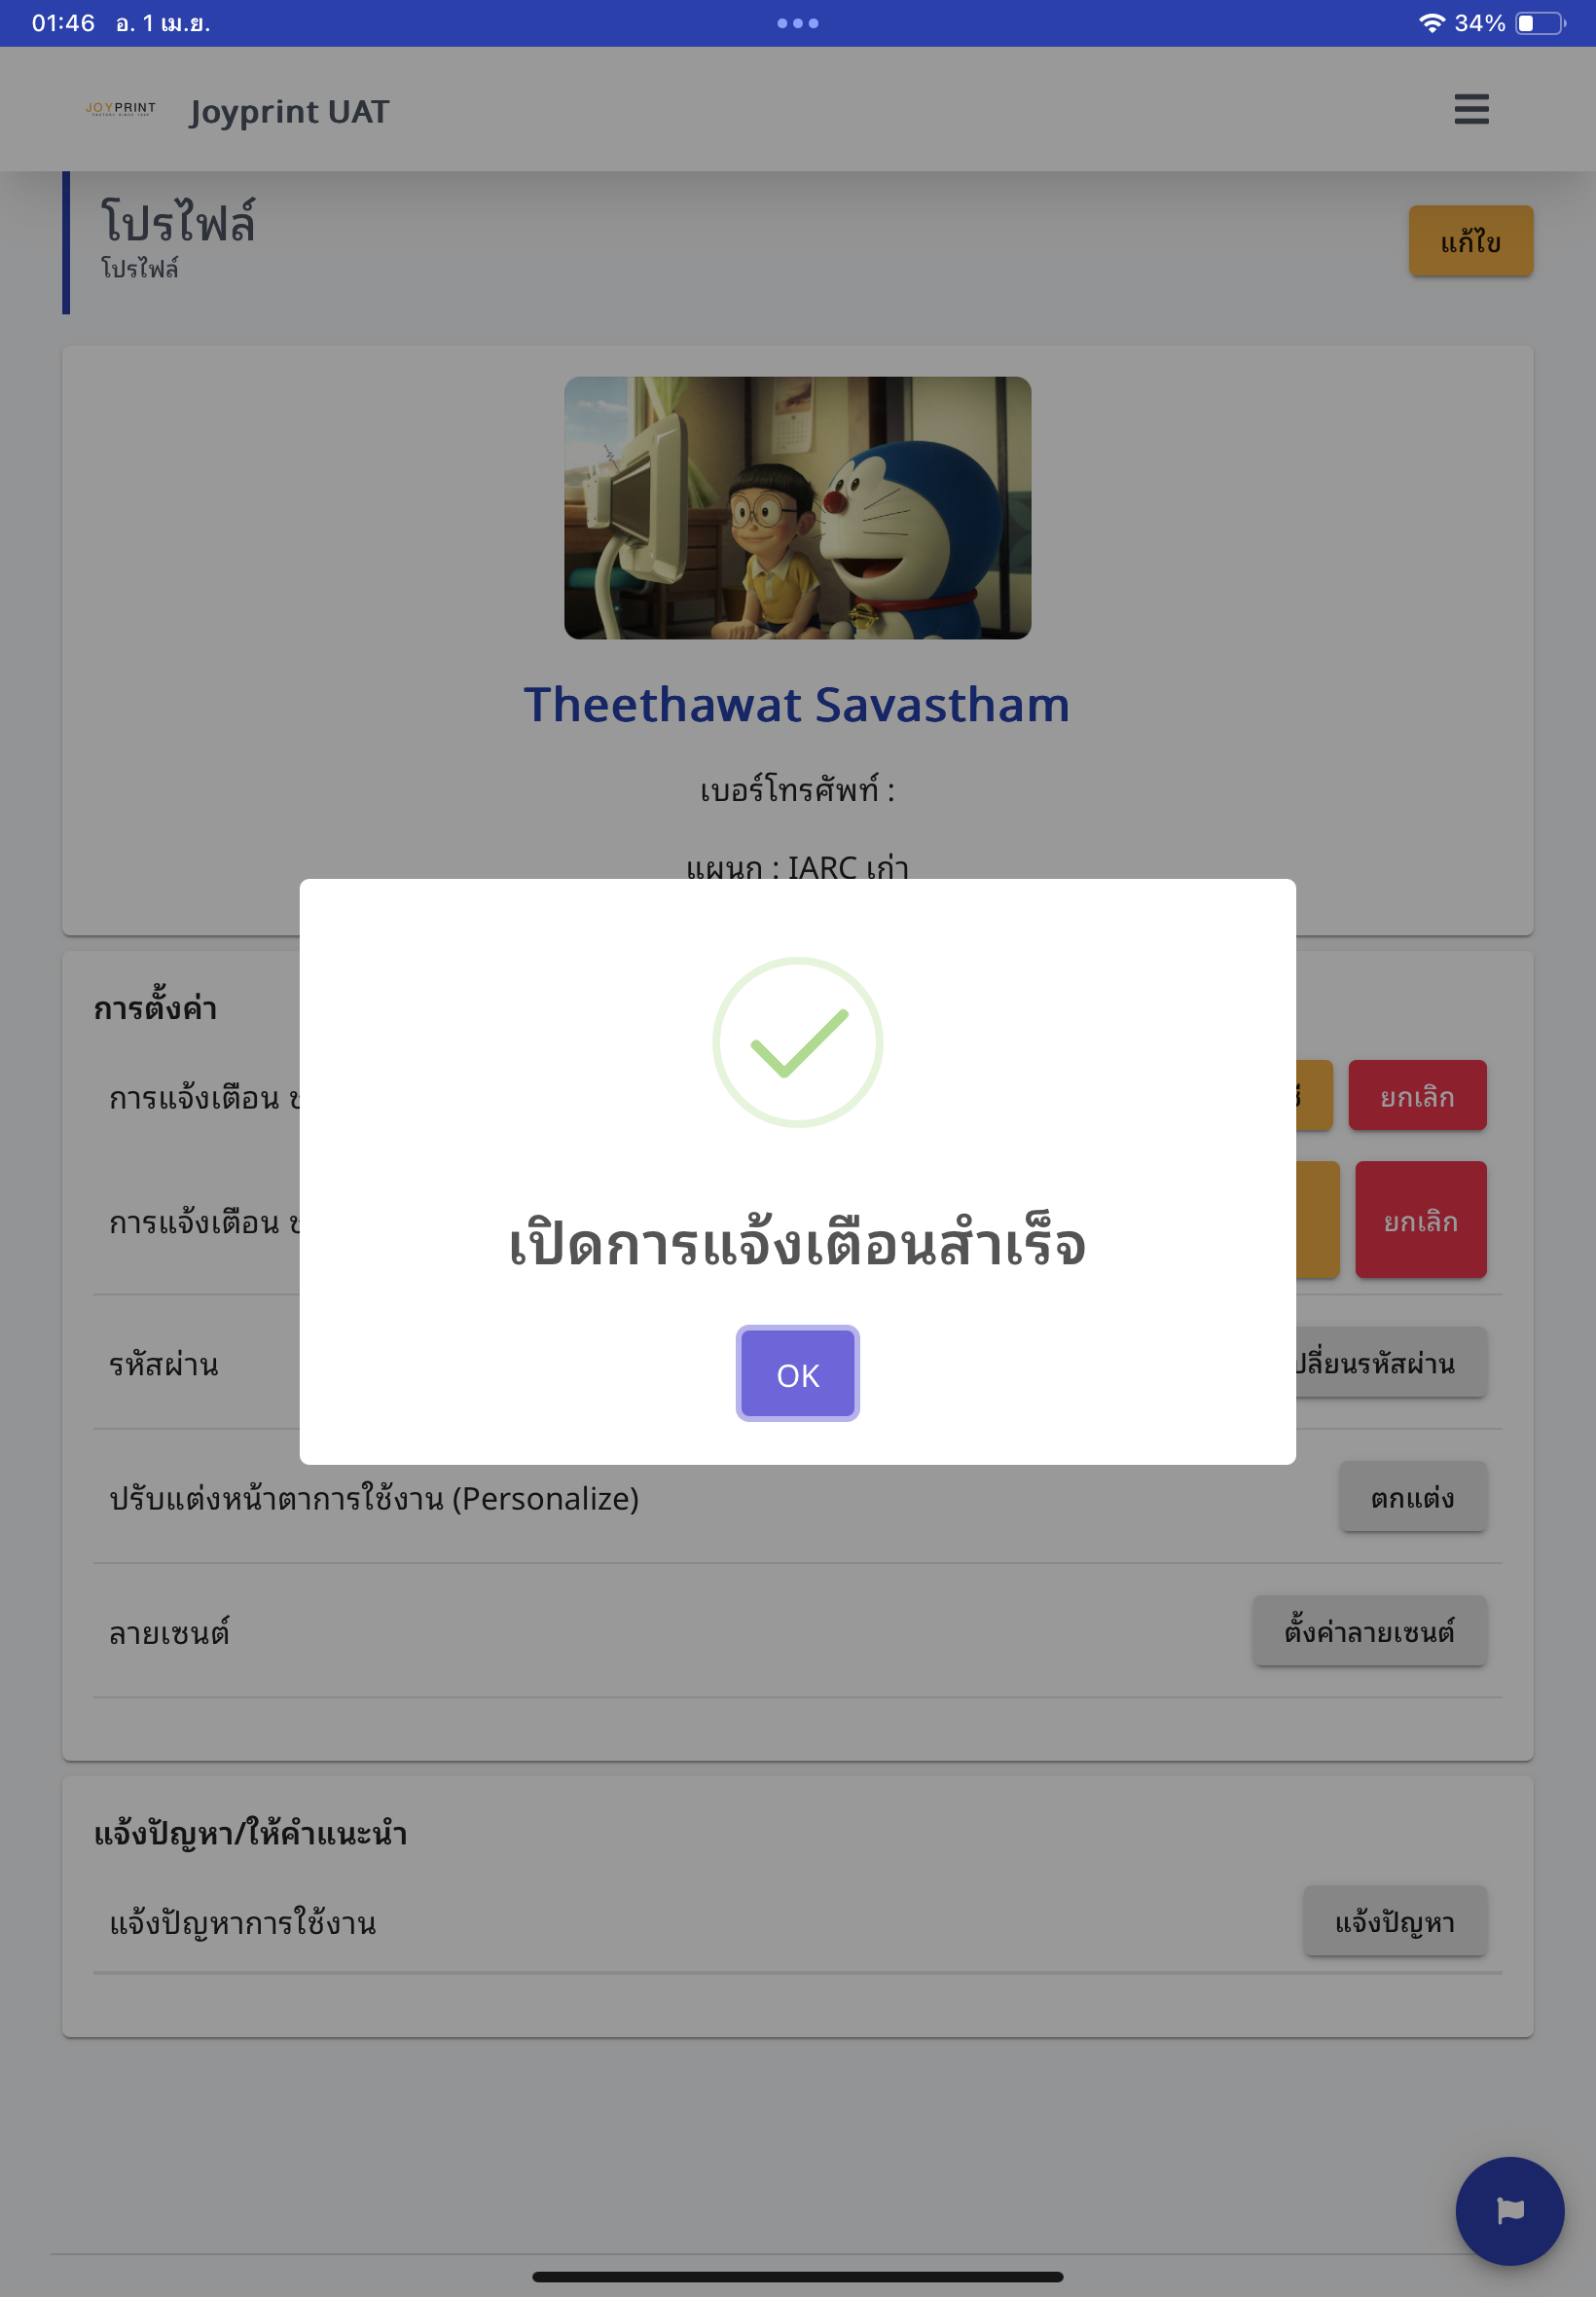 01:46 อ. 1 เม.ย.
34%
JOYPRINT
Joyprint UAT
โปรไฟล์
โปรไฟล์
แก้ไข
Theethawat Savastham
เบอร์โทรศัพท์ :
แผนก : IARC เก่า
เปิดการแจ้งเตือนสำเร็จ
OK
การตั้งค่า
การแจ้งเตือน
ยกเลิก
การแจ้งเตือน
ยกเลิก
รหัสผ่าน
ปลี่ยนรหัสผ่าน
ปรับแต่งหน้าตาการใช้งาน (Personalize)
ตกแต่ง
ลายเซนต์
ตั้งค่าลายเซนต์
แจ้งปัญหา/ให้คำแนะนำ
แจ้งปัญหาการใช้งาน
แจ้งปัญหา